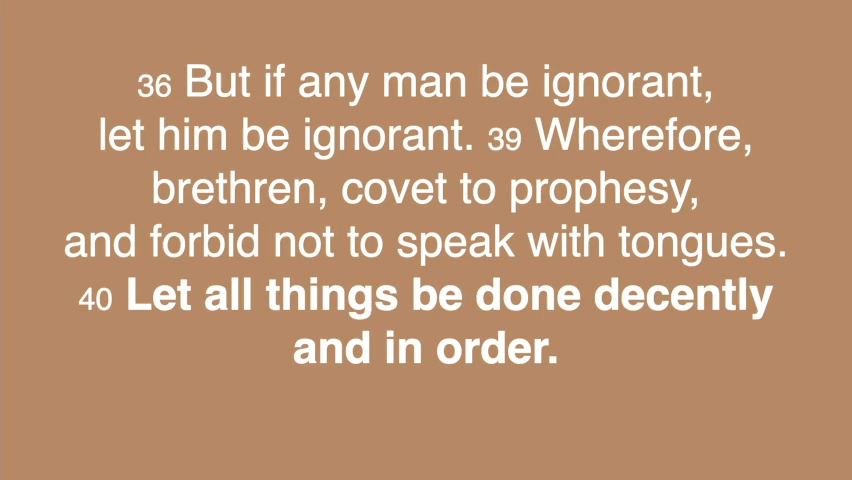 36 But if any man be ignorant,
let him be ignorant. 39 Wherefore,
brethren, covet to prophesy,
and forbid not to speak with tongues.
40 Let all things be done decently
and in order.